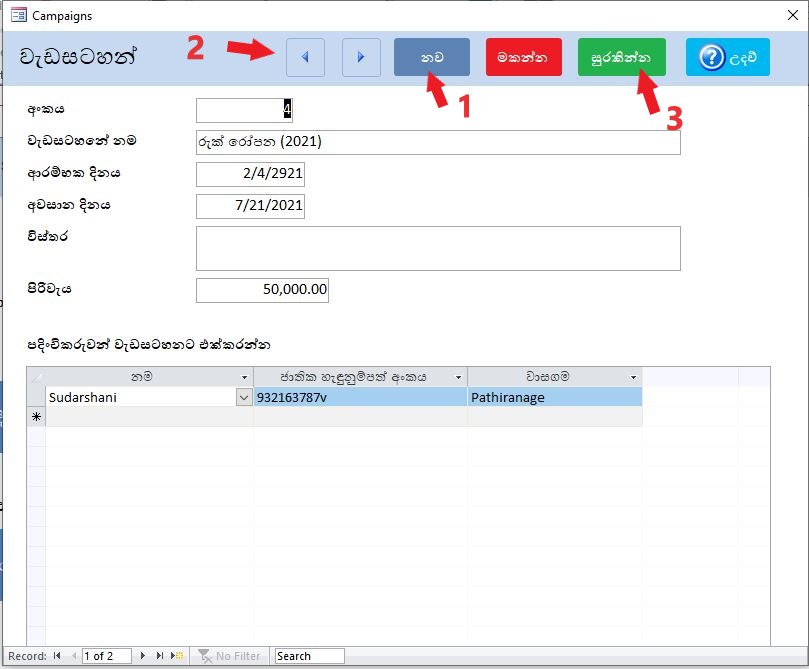 Campaigns
වැඩසටහන්
2
නව
මකන්න
සුරකින්න
? උදව්
1
3
අංකය
4
වැඩසටහනේ නම
රුක් රෝපන (2021)
ආරම්භක දිනය
2/4/2921
අවසාන දිනය
7/21/2021
විස්තර
පිරිවැය
50,000.00
පදිංචිකරුවන් වැඩසටහනට එක්කරන්න
නම
ජාතික හැඳුනුම්පත් අංකය
වාසගම
Sudarshani
932163787v
Pathiranage
Record:
1 of 2
No Filter
Search